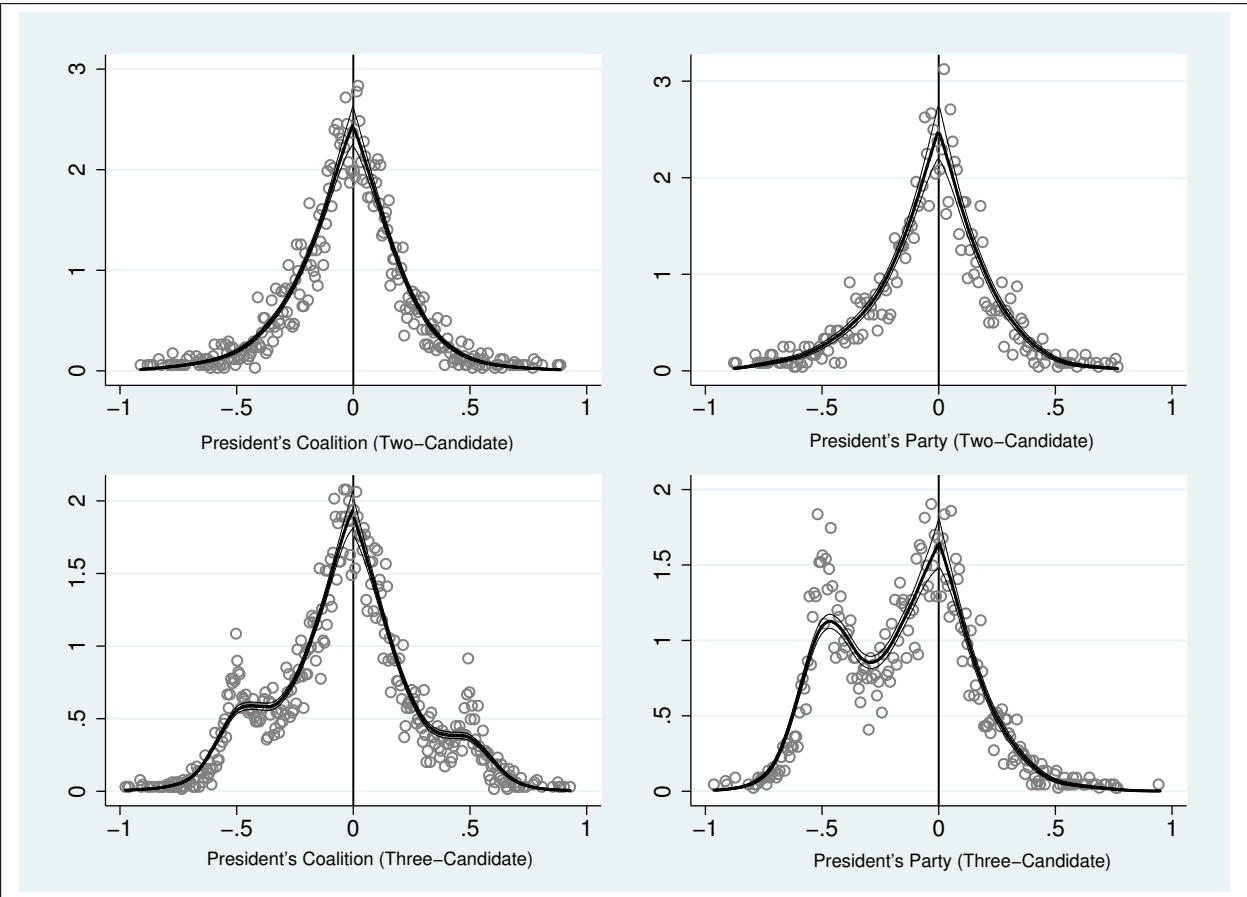 3
2
1
0
−1 −.5 0 .5 1
President's Coalition (Two−Candidate)
3
2
1
0
−1 −.5 0 .5 1
President's Party (Two−Candidate)
2
1.5
1
.5
0
−1 −.5 0 .5 1
President's Coalition (Three−Candidate)
2
1.5
1
.5
0
−1 −.5 0 .5 1
President's Party (Three−Candidate)